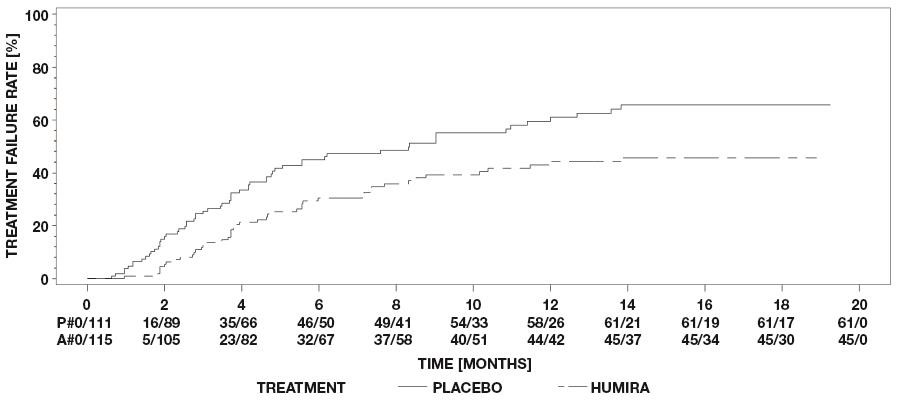 TREATMENT FAILURE RATE [%]
100
80
60
40
20
0
0 2 4 6 8 10 12 14 16 18 20
P#0/111 16/89 35/66 46/50 49/41 54/33 58/26 61/21 61/19 61/17 61/0
A#0/115 5/105 23/82 32/67 37/58 40/51 44/42 45/37 45/34 45/30 45/0
TIME [MONTHS]
TREATMENT PLACEBO HUMIRA